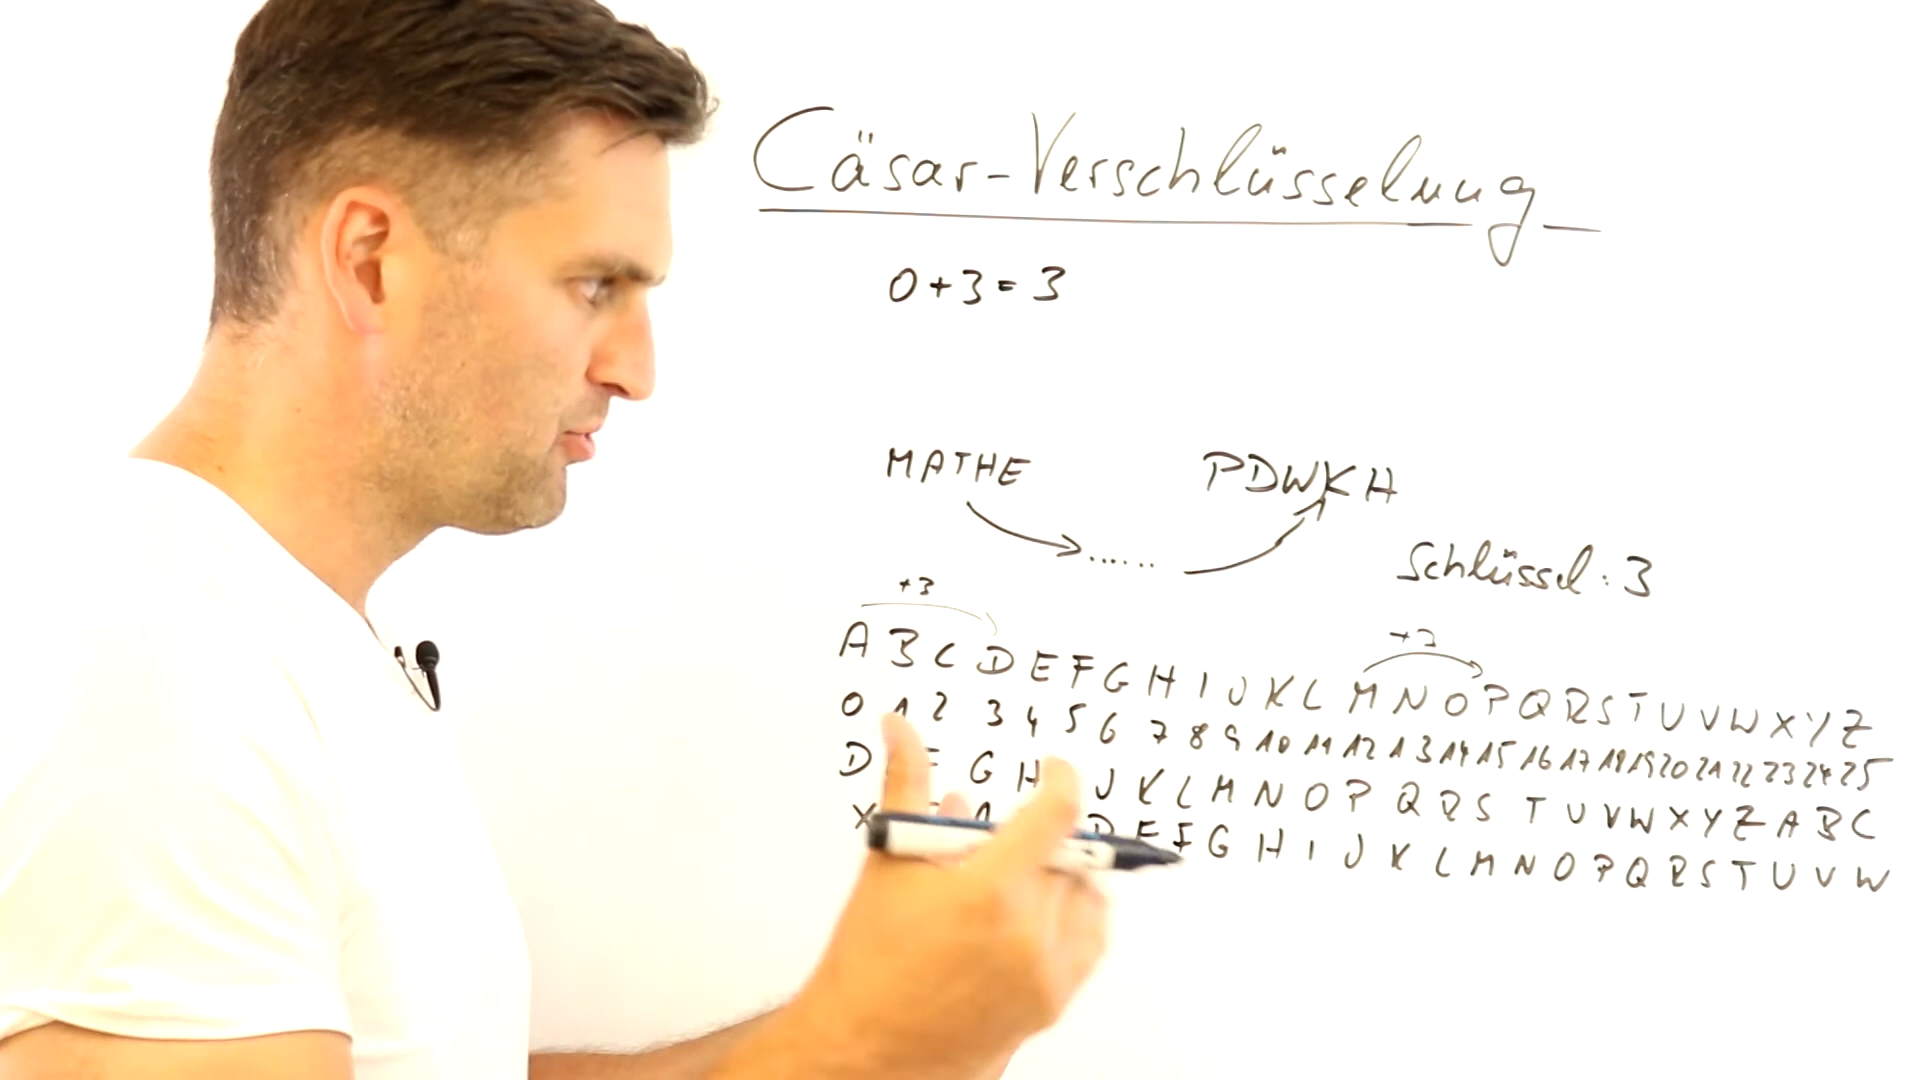 Cäsar-Verschlüsselung
0+3=3
MATHE PDWKH
......
Schlüssel: 3
+3 +3
A B C D E F G H I J K L M N O P Q R S T U V W X Y Z
0 1 2 3 4 5 6 7 8 9 10 11 12 13 14 15 16 17 18 19 20 21 22 23 24 25
D F G H J K L M N O P Q R S T U V W X Y Z A B C
X A D E F G H I J K L M N O P Q R S T U V W